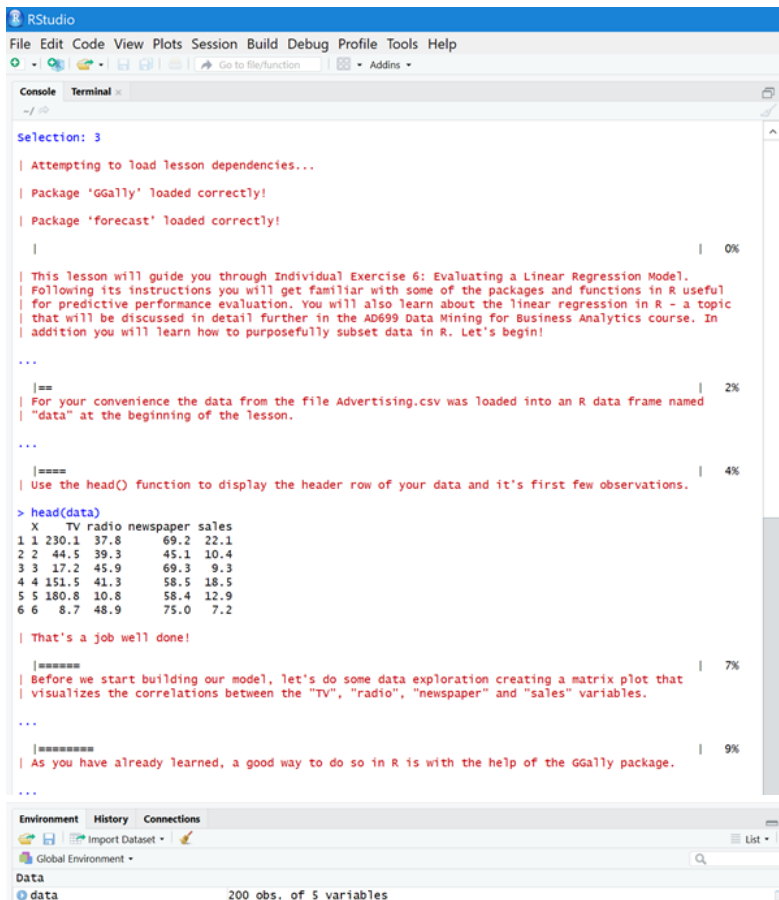 RStudio
File Edit Code View Plots Session Build Debug Profile Tools Help
Go to file/function Addins
Console Terminal ×
~/
Selection: 3
| Attempting to load lesson dependencies...
| Package ‘GGally’ loaded correctly!
| Package ‘forecast’ loaded correctly!
| | 0%
| This lesson will guide you through Individual Exercise 6: Evaluating a Linear Regression Model.
| Following its instructions you will get familiar with some of the packages and functions in R useful
| for predictive performance evaluation. You will also learn about the linear regression in R - a topic
| that will be discussed in detail further in the AD699 Data Mining for Business Analytics course. In
| addition you will learn how to purposefully subset data in R. Let's begin!
...
|== | 2%
| For your convenience the data from the file Advertising.csv was loaded into an R data frame named
| "data" at the beginning of the lesson.
...
|==== | 4%
| Use the head() function to display the header row of your data and it's first few observations.
> head(data)
X TV radio newspaper sales
1 1 230.1 37.8 69.2 22.1
2 2 44.5 39.3 45.1 10.4
3 3 17.2 45.9 69.3 9.3
4 4 151.5 41.3 58.5 18.5
5 5 180.8 10.8 58.4 12.9
6 6 8.7 48.9 75.0 7.2
| That's a job well done!
|====== | 7%
| Before we start building our model, let's do some data exploration creating a matrix plot that
| visualizes the correlations between the "TV", "radio", "newspaper" and "sales" variables.
...
|======== | 9%
| As you have already learned, a good way to do so in R is with the help of the GGally package.
...
Environment History Connections
Import Dataset List
Global Environment
Data
data 200 obs. of 5 variables